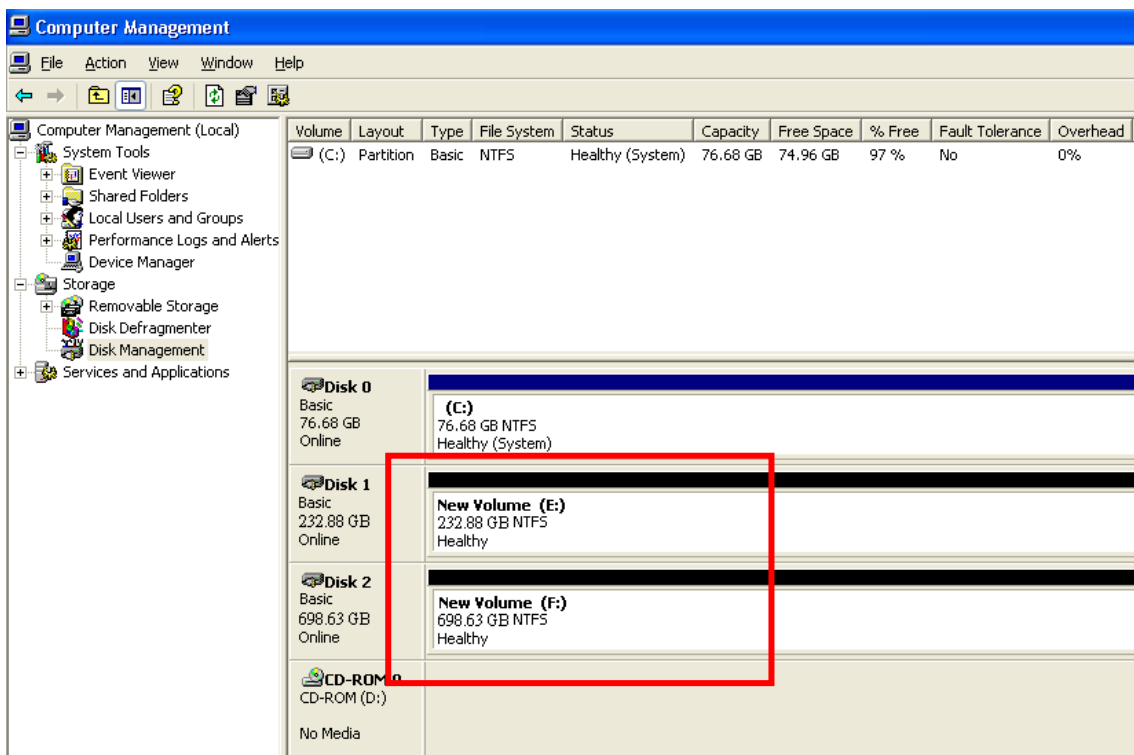 Computer Management
File Action View Window Help
Computer Management (Local)
System Tools
Event Viewer
Shared Folders
Local Users and Groups
Performance Logs and Alerts
Device Manager
Storage
Removable Storage
Disk Defragmenter
Disk Management
Services and Applications
Volume Layout Type File System Status Capacity Free Space % Free Fault Tolerance Overhead
(C:) Partition Basic NTFS Healthy (System) 76.68 GB 74.96 GB 97 % No 0%
Disk 0
Basic
76.68 GB
Online
(C:)
76.68 GB NTFS
Healthy (System)
Disk 1
Basic
232.88 GB
Online
New Volume (E:)
232.88 GB NTFS
Healthy
Disk 2
Basic
698.63 GB
Online
New Volume (F:)
698.63 GB NTFS
Healthy
CD-ROM 0
CD-ROM (D:)
No Media